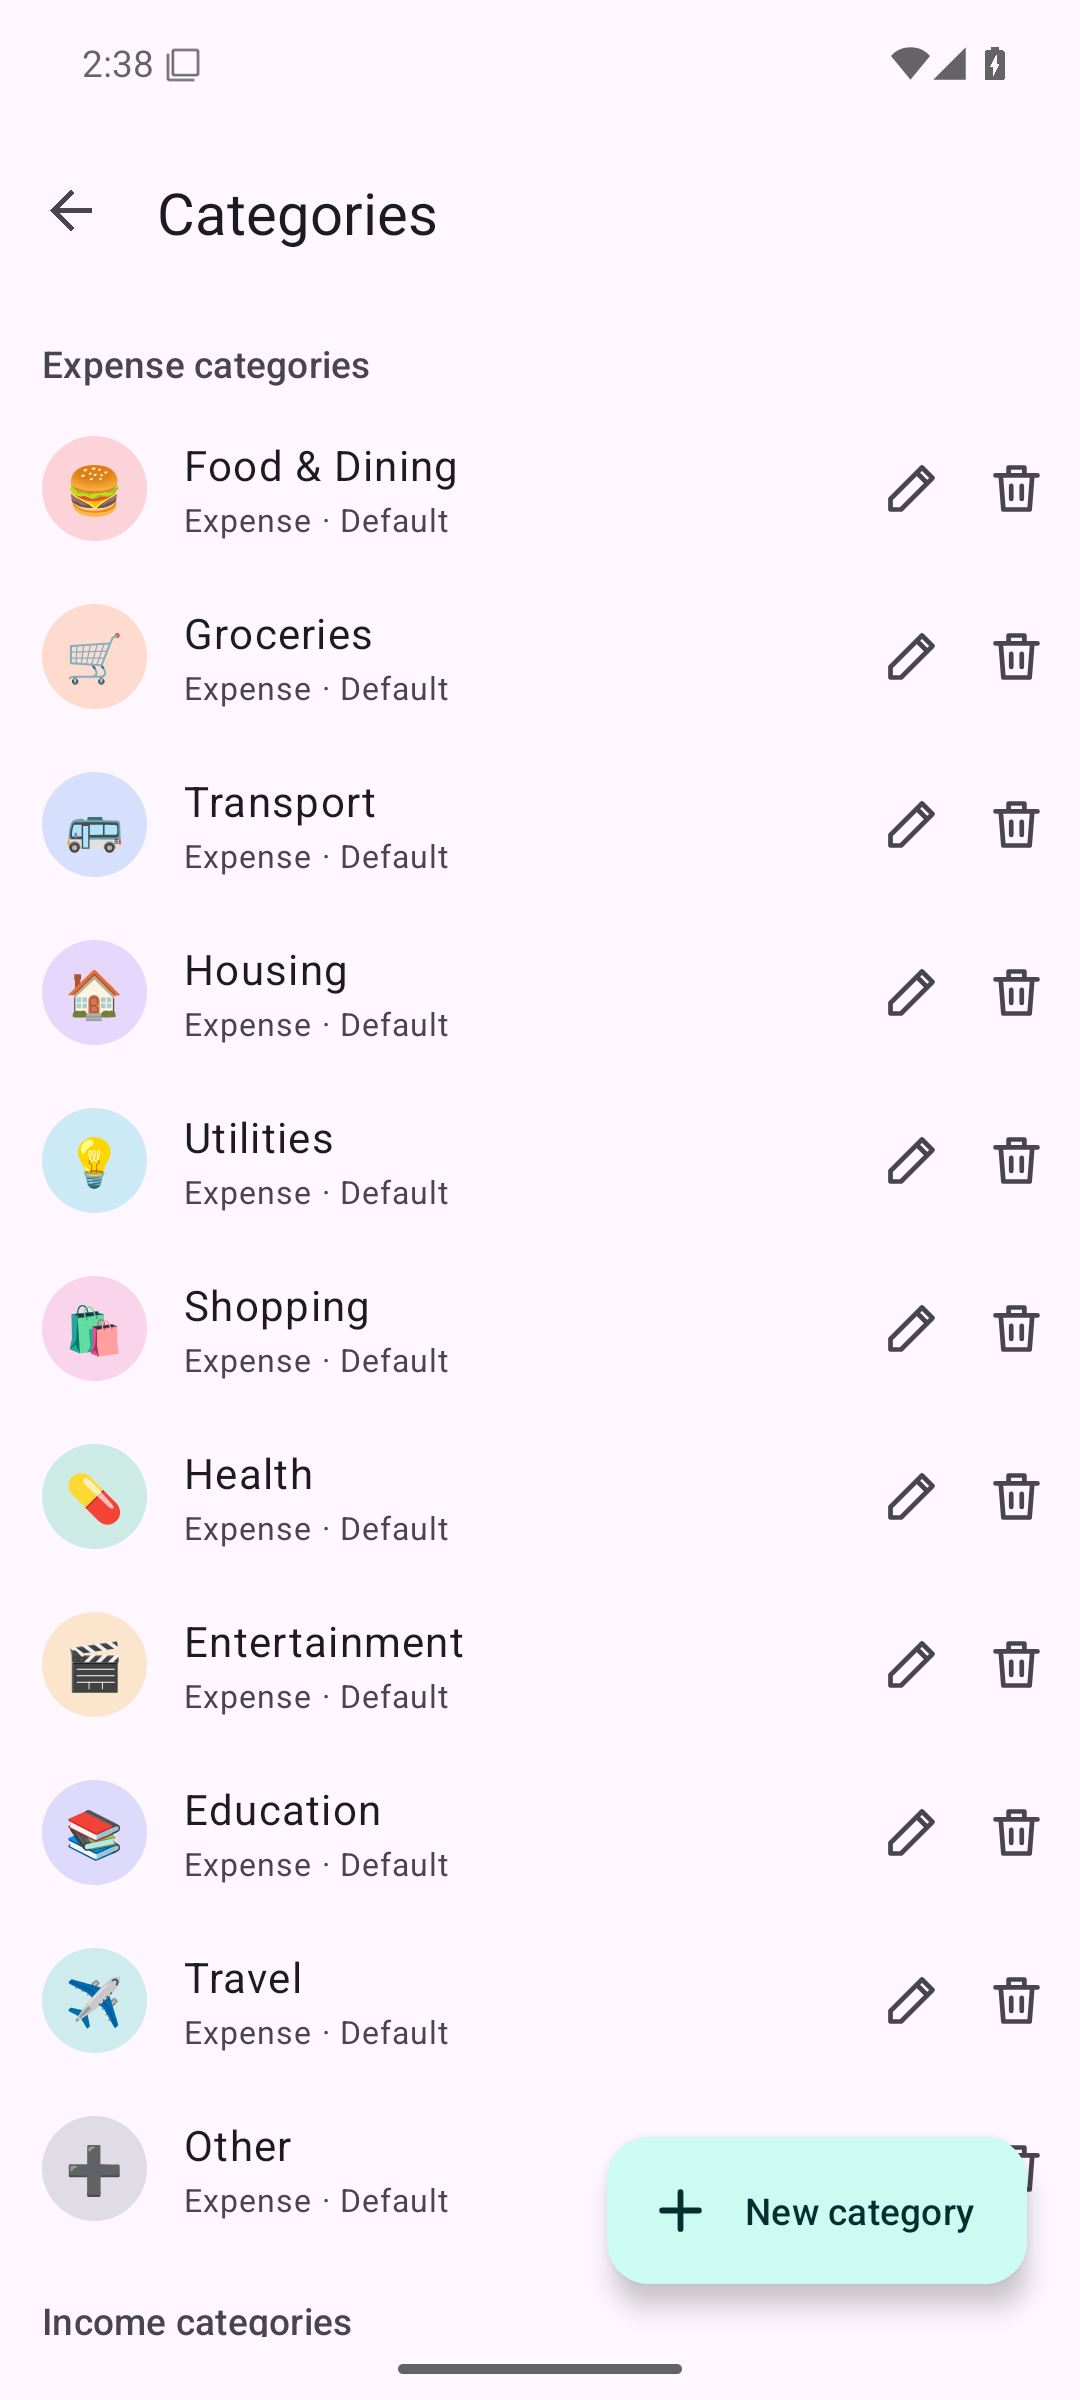 2:38
Categories
Expense categories
Food & Dining
Expense · Default
Groceries
Expense · Default
Transport
Expense · Default
Housing
Expense · Default
Utilities
Expense · Default
Shopping
Expense · Default
Health
Expense · Default
Entertainment
Expense · Default
Education
Expense · Default
Travel
Expense · Default
Other
Expense · Default
New category
Income categories